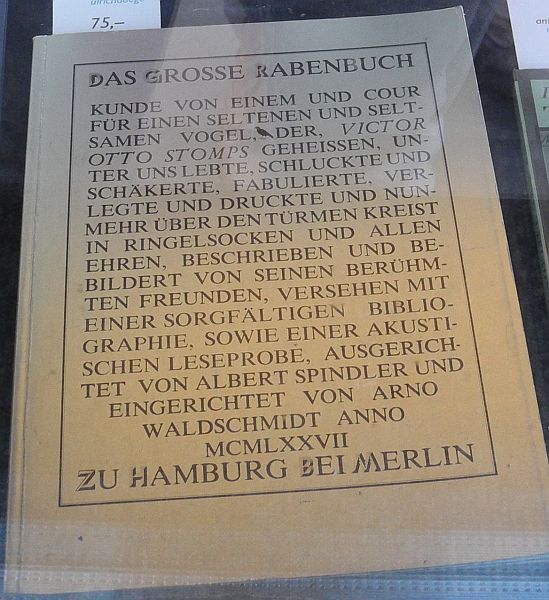 75,–
DAS GROSSE RABENBUCH
KUNDE VON EINEM UND COUR
FÜR EINEN SELTENEN UND SELT-
SAMEN VOGEL, DER, VICTOR
OTTO STOMPS GEHEISSEN, UN-
TER UNS LEBTE, SCHLUCKTE UND
SCHÄKERTE, FABULIERTE, VER-
LEGTE UND DRUCKTE UND NUN-
MEHR ÜBER DEN TÜRMEN KREIST
IN RINGELSOCKEN UND ALLEN
EHREN, BESCHRIEBEN UND BE-
BILDERT VON SEINEN BERÜHM-
TEN FREUNDEN, VERSEHEN MIT
EINER SORGFÄLTIGEN BIBLIO-
GRAPHIE, SOWIE EINER AKUSTI-
SCHEN LESEPROBE, AUSGERICH-
TET VON ALBERT SPINDLER UND
EINGERICHTET VON ARNO
WALDSCHMIDT ANNO
MCMLXXVII
ZU HAMBURG BEI MERLIN